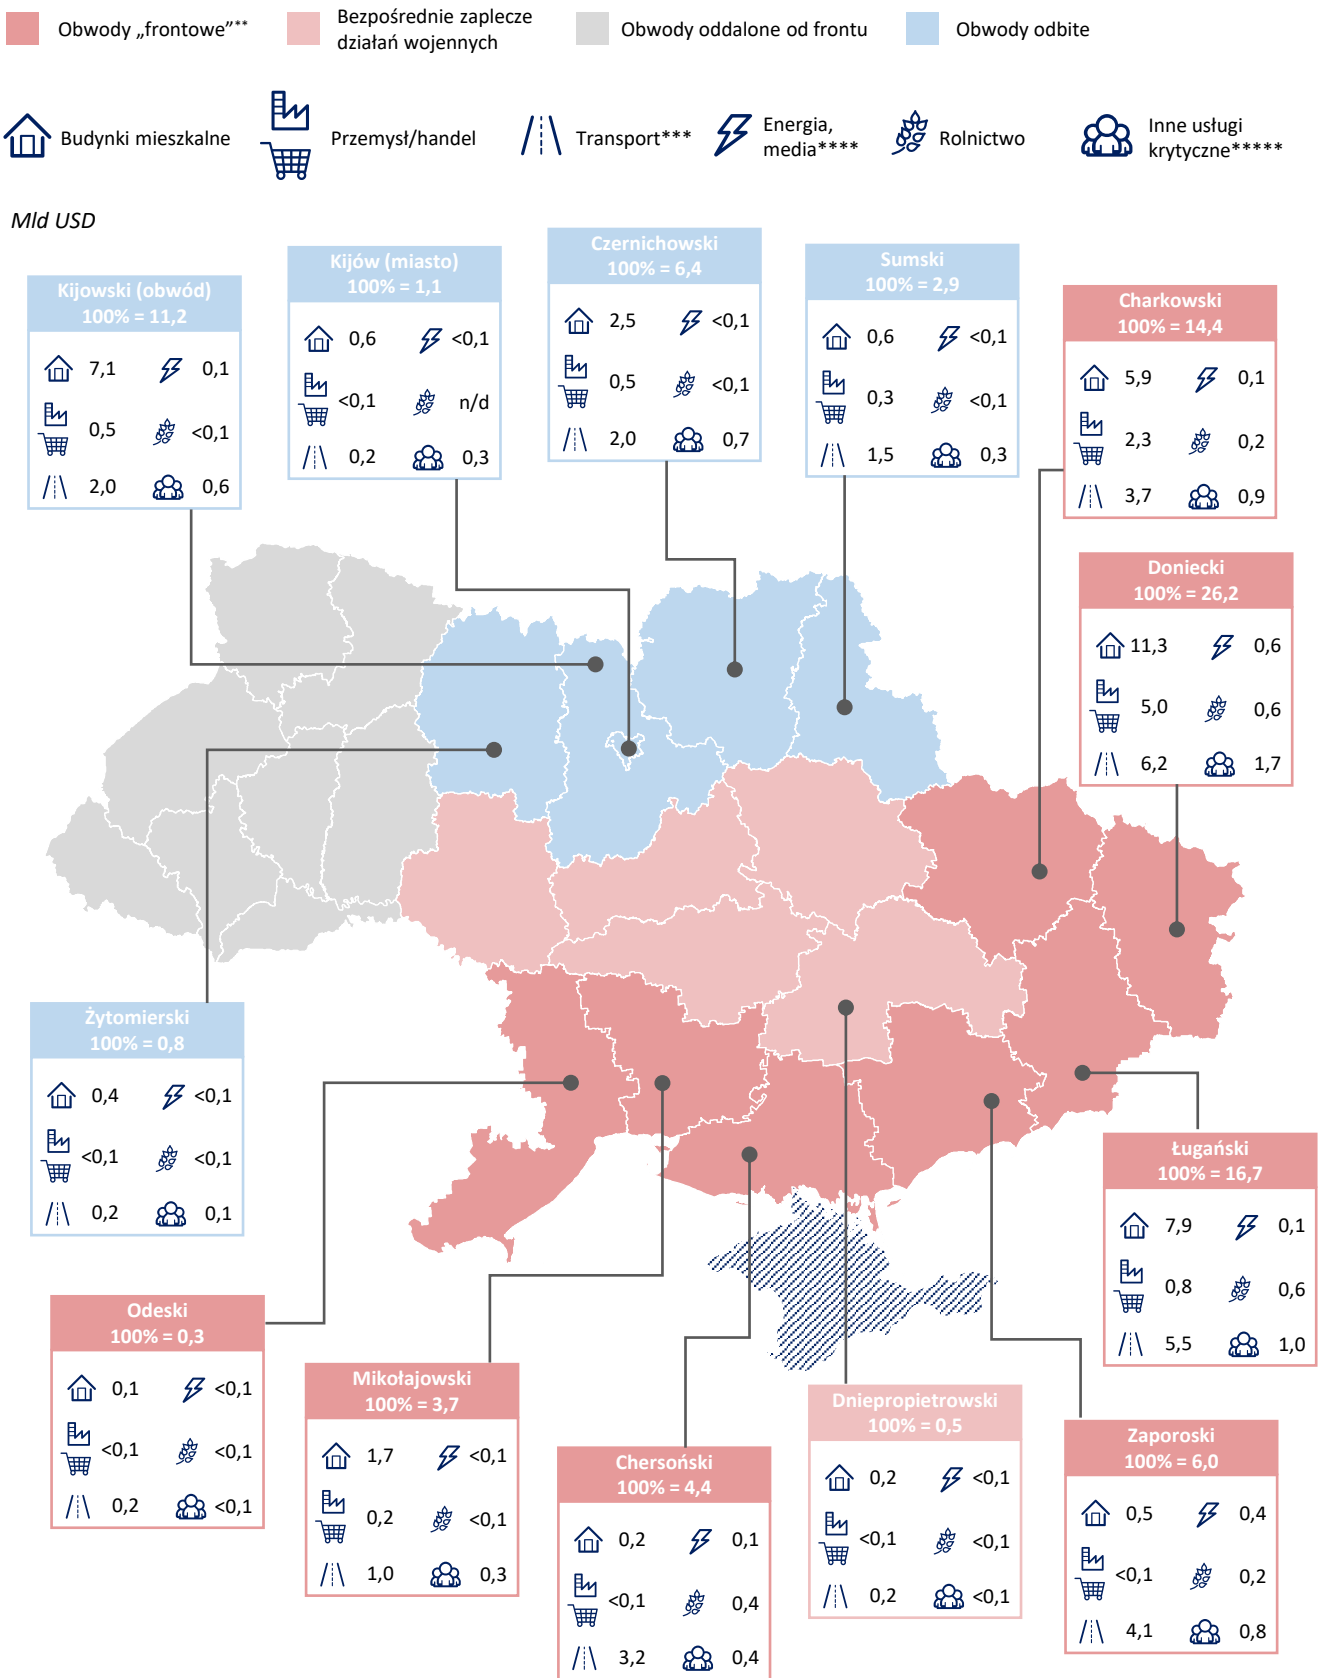 Obwody „frontowe"**
Bezpośrednie zaplecze
działań wojennych
Obwody oddalone od frontu
Obwody odbite
Budynki mieszkalne
Przemysł/handel
Transport***
Energia,
media****
Rolnictwo
Inne usługi
krytyczne*****
Mld USD
Kijowski (obwód)
100% = 11,2
7,1 0,1
0,5 <0,1
2,0 0,6
Kijów (miasto)
100% = 1,1
0,6 <0,1
<0,1 n/d
0,2 0,3
Czernichowski
100% = 6,4
2,5 <0,1
0,5 <0,1
2,0 0,7
Sumski
100% = 2,9
0,6 <0,1
0,3 <0,1
1,5 0,3
Charkowski
100% = 14,4
5,9 0,1
2,3 0,2
3,7 0,9
Doniecki
100% = 26,2
11,3 0,6
5,0 0,6
6,2 1,7
Żytomierski
100% = 0,8
0,4 <0,1
<0,1 <0,1
0,2 0,1
Ługański
100% = 16,7
7,9 0,1
0,8 0,6
5,5 1,0
Odeski
100% = 0,3
0,1 <0,1
<0,1 <0,1
0,2 <0,1
Mikołajowski
100% = 3,7
1,7 <0,1
0,2 <0,1
1,0 0,3
Chersoński
100% = 4,4
0,2 0,1
<0,1 0,4
3,2 0,4
Dniepropietrowski
100% = 0,5
0,2 <0,1
<0,1 <0,1
0,2 <0,1
Zaporoski
100% = 6,0
0,5 0,4
<0,1 0,2
4,1 0,8